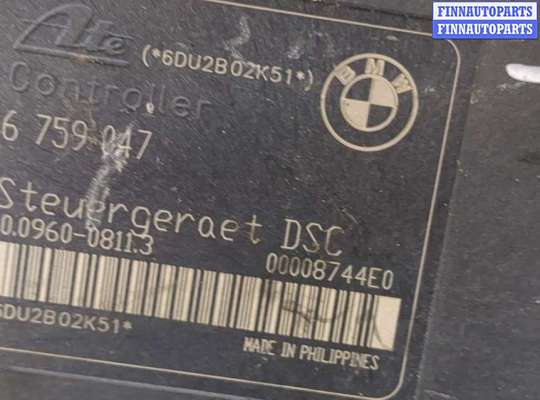 FINNAUTOPARTS
FINNAUTOPARTS
Ate
(*6DU2B02K51*)
BMW
Controller
6 759 047
Steuergeraet DSC
0.0960-0811.3
00008744E0
6DU2B02K51*
MADE IN PHILIPPINES